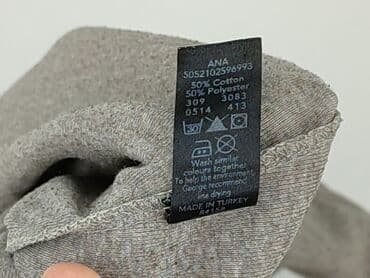 ANA
5052102596993
50% Cotton
50% Polyester
309 3083
0514 413
Wash similar
colours together
To help the environment,
George recommend
line drying
MADE IN TURKEY